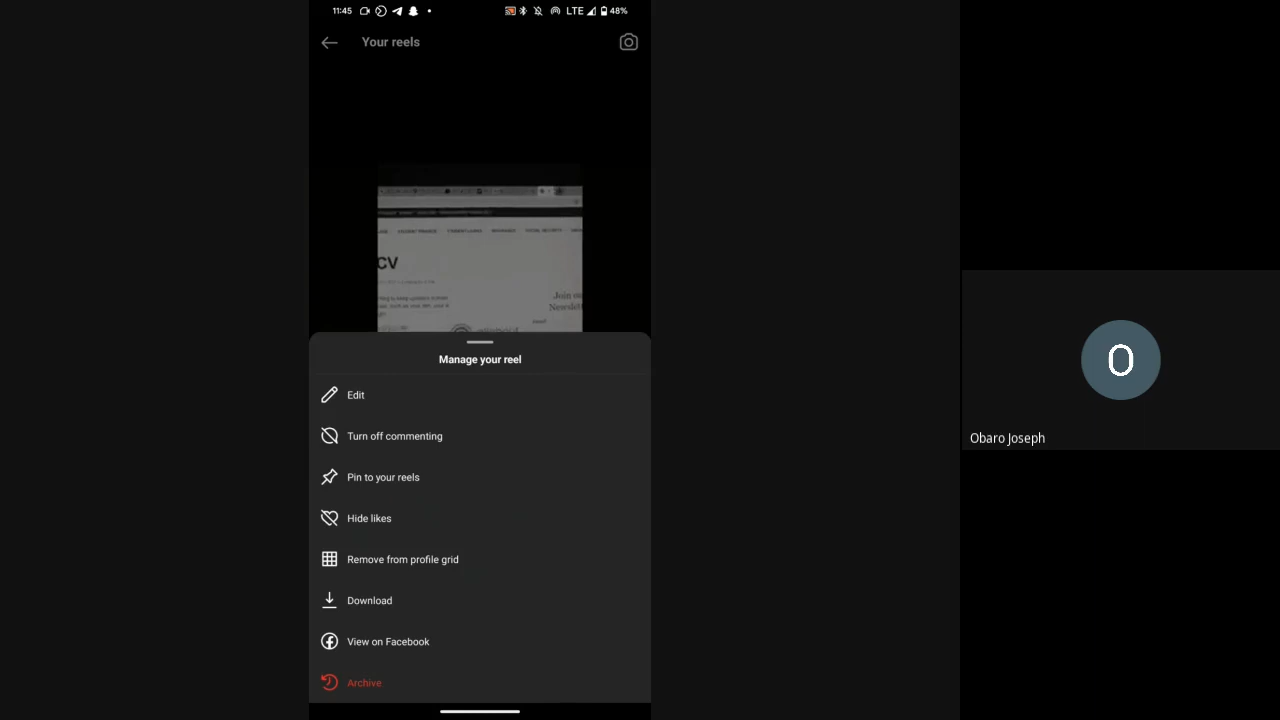 11:45
LTE
48%
Your reels
CV
Join
Manage your reel
Edit
Turn off commenting
Pin to your reels
Hide likes
Remove from profile grid
Download
View on Facebook
Archive
O
Obaro Joseph